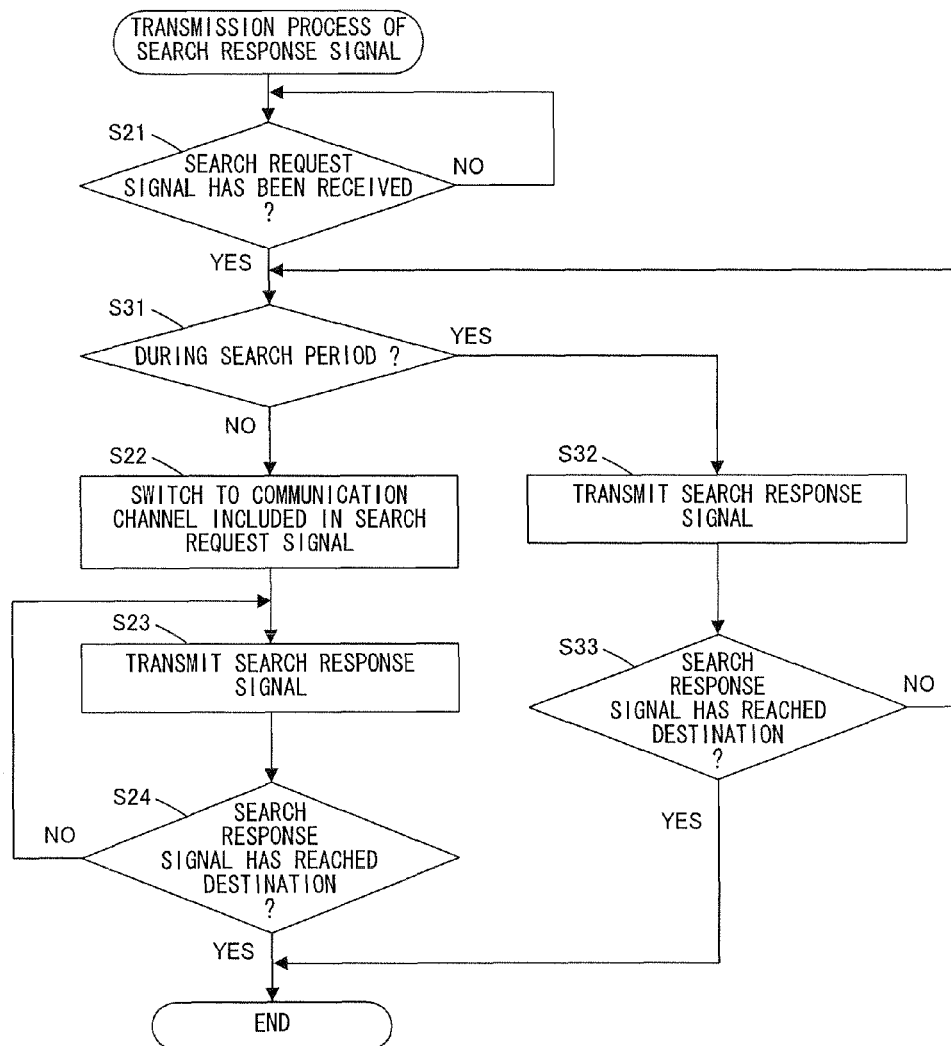 TRANSMISSION PROCESS OF
SEARCH RESPONSE SIGNAL
S21
SEARCH REQUEST
SIGNAL HAS BEEN RECEIVED
?
NO
YES
S31
DURING SEARCH PERIOD ?
YES
NO
S22
SWITCH TO COMMUNICATION
CHANNEL INCLUDED IN SEARCH
REQUEST SIGNAL
S32
TRANSMIT SEARCH RESPONSE
SIGNAL
S23
TRANSMIT SEARCH RESPONSE
SIGNAL
S33
SEARCH
RESPONSE
SIGNAL HAS REACHED
DESTINATION
?
NO
YES
S24
SEARCH
RESPONSE
SIGNAL HAS REACHED
DESTINATION
?
NO
YES
END